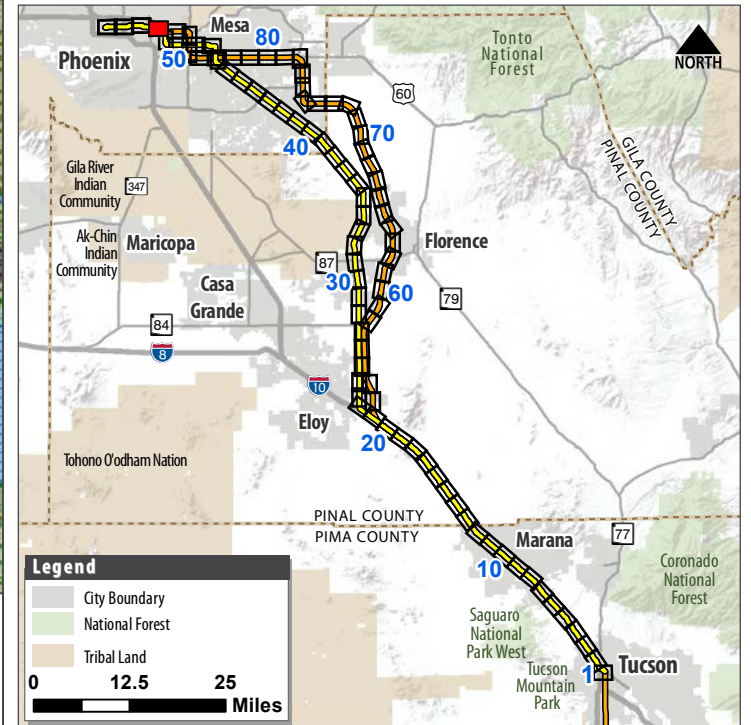 Mesa
80
Phoenix
50
Tonto
National
Forest
NORTH
60
70
40
GILA COUNTY
PINAL COUNTY
Gila River
Indian
Community
347
Ak-Chin
Indian
Community
Maricopa
Florence
87
30
60
Casa
Grande
79
84
8
10
Eloy
20
Tohono O'odham Nation
PINAL COUNTY
PIMA COUNTY
Marana
77
10
Coronado
National
Forest
Saguaro
National
Park West
Tucson
Mountain
Park
1
Tucson
Legend
City Boundary
National Forest
Tribal Land
0 12.5 25
Miles